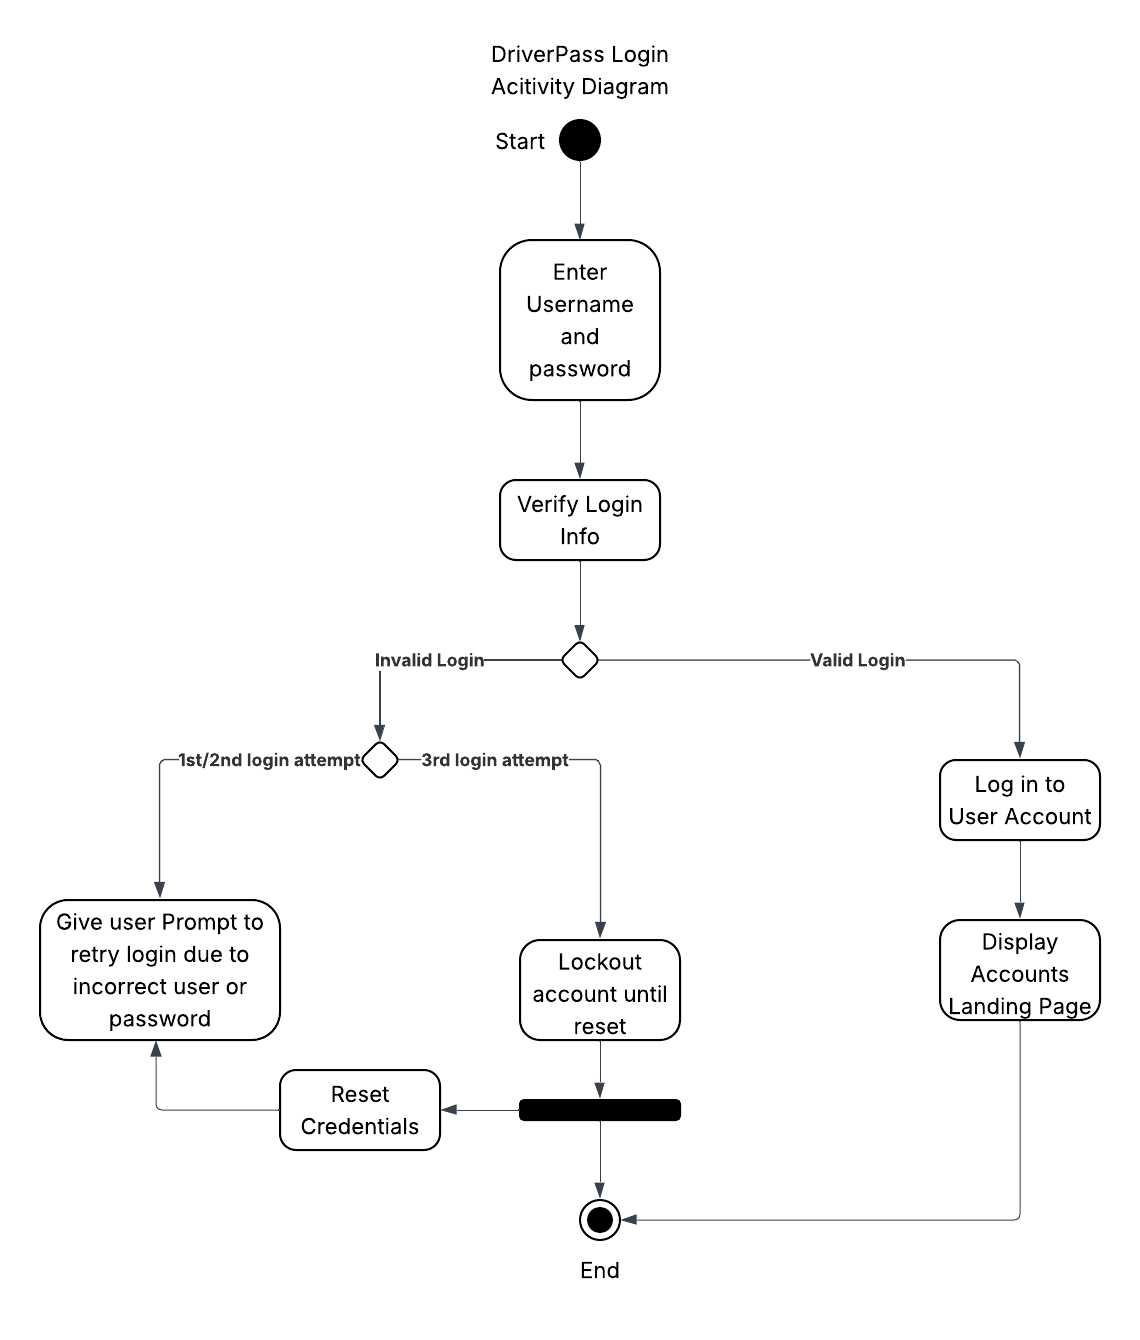 DriverPass Login
Acitivity Diagram
Start
Enter
Username
and
password
Verify Login
Info
Invalid Login
Valid Login
1st/2nd login attempt
3rd login attempt
Log in to
User Account
Give user Prompt to
retry login due to
incorrect user or
password
Lockout
account until
reset
Display
Accounts
Landing Page
Reset
Credentials
End